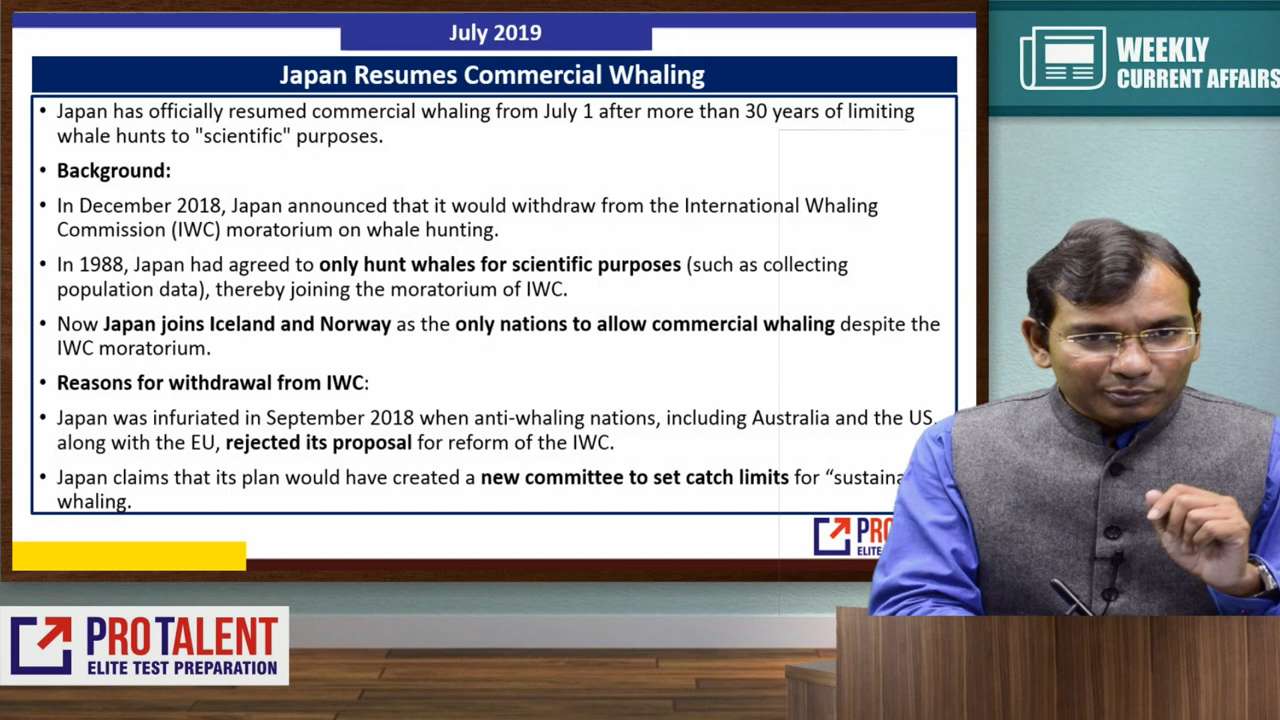 July 2019
Japan Resumes Commercial Whaling
• Japan has officially resumed commercial whaling from July 1 after more than 30 years of limiting
whale hunts to "scientific" purposes.
• Background:
• In December 2018, Japan announced that it would withdraw from the International Whaling
Commission (IWC) moratorium on whale hunting.
• In 1988, Japan had agreed to only hunt whales for scientific purposes (such as collecting
population data), thereby joining the moratorium of IWC.
• Now Japan joins Iceland and Norway as the only nations to allow commercial whaling despite the
IWC moratorium.
• Reasons for withdrawal from IWC:
• Japan was infuriated in September 2018 when anti-whaling nations, including Australia and the US,
along with the EU, rejected its proposal for reform of the IWC.
• Japan claims that its plan would have created a new committee to set catch limits for
whaling.
WEEKLY
CURRENT AFFAIRS
ELITE
PROTALENT
ELITE TEST PREPARATION